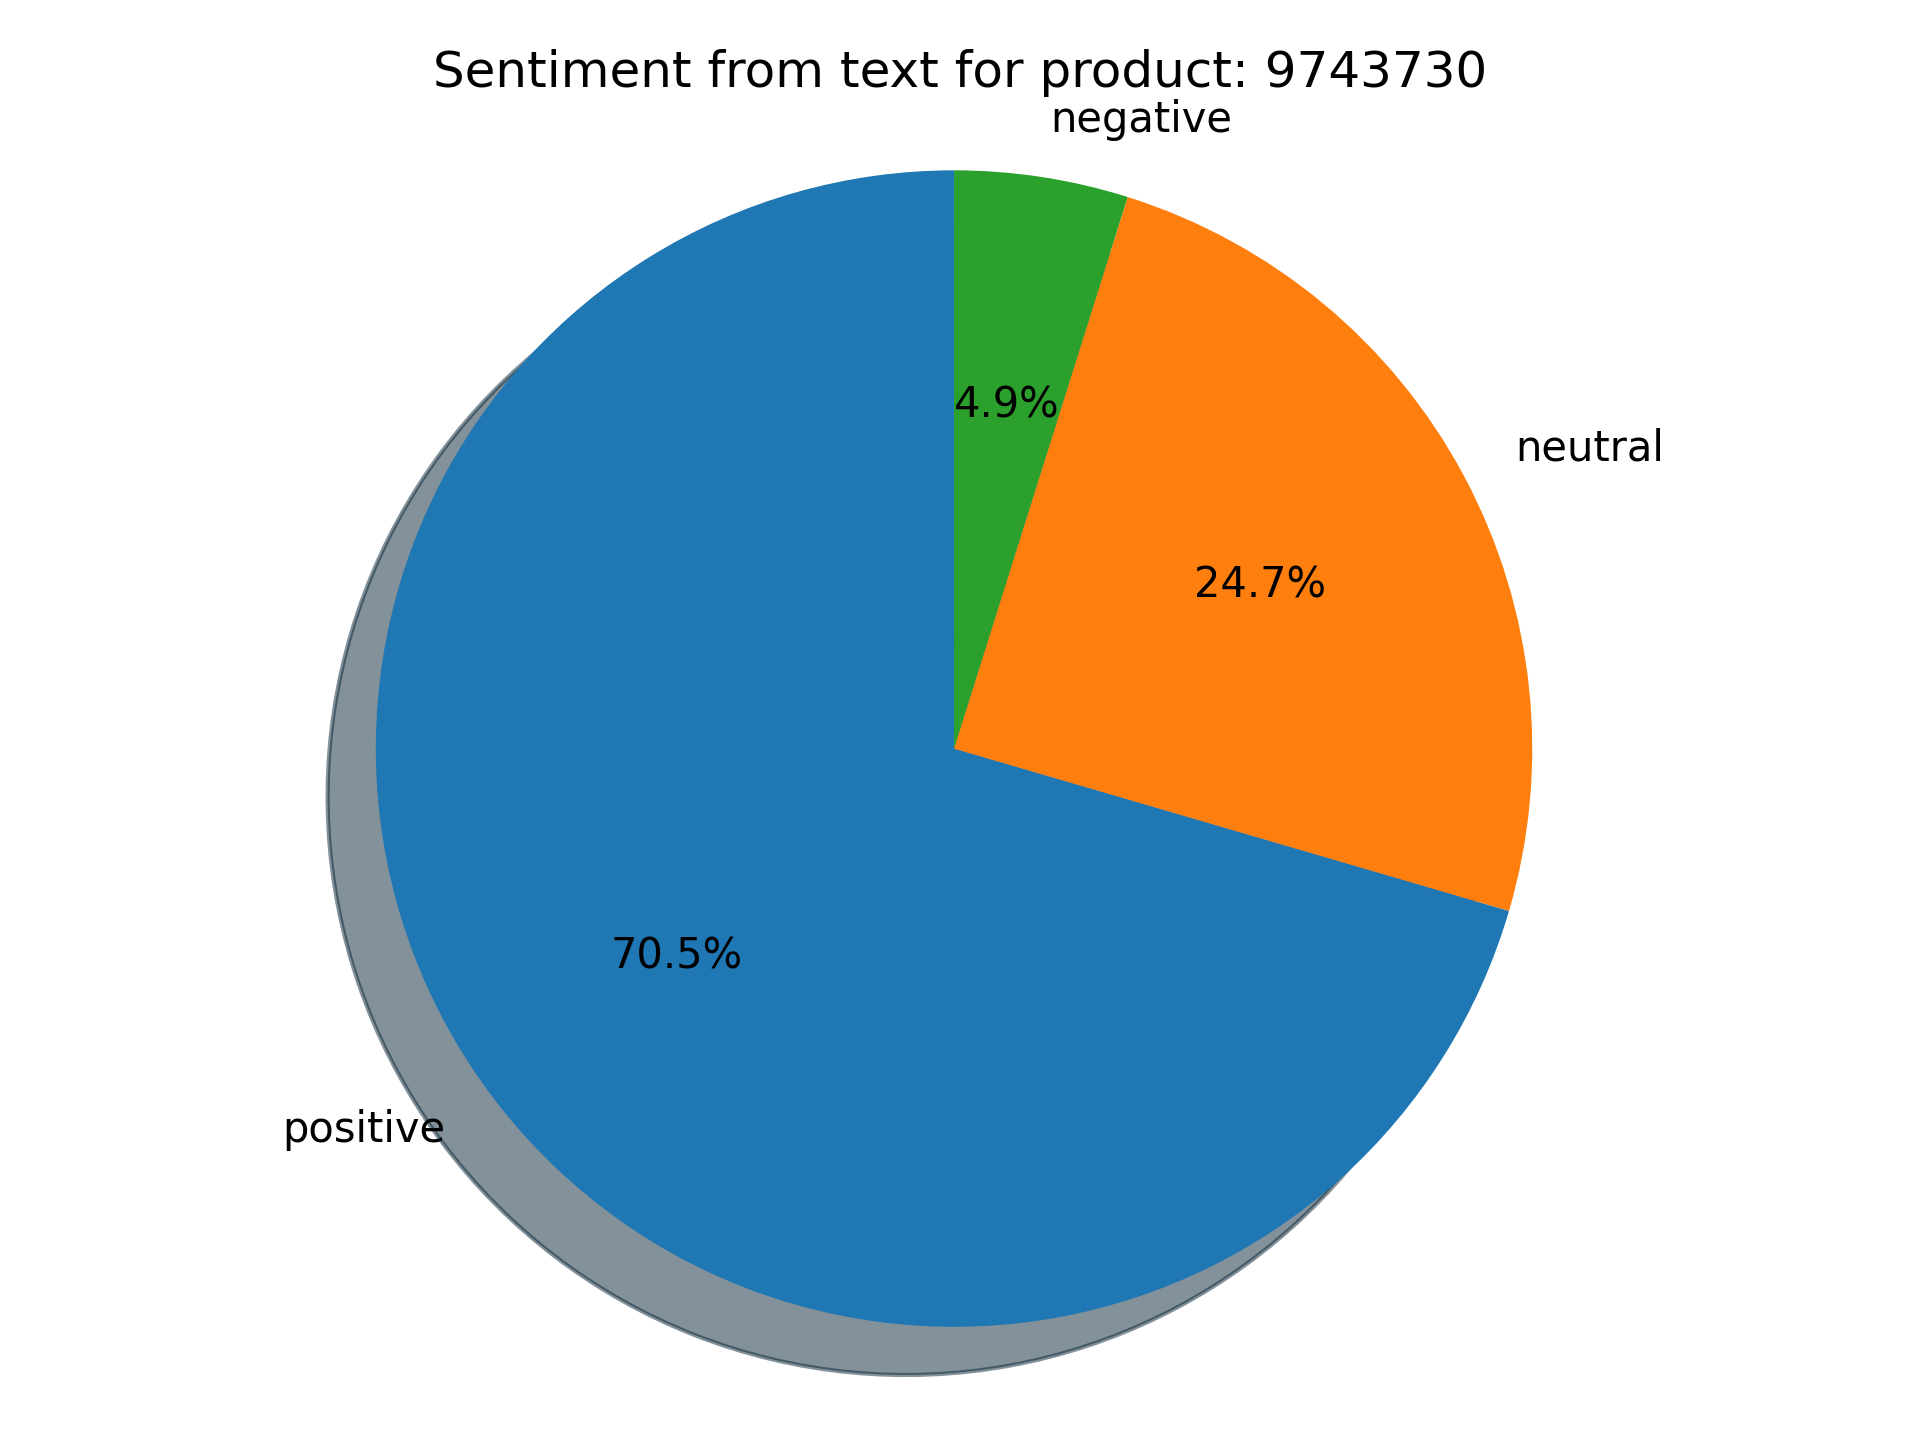 Sentiment from text for product: 9743730
negative
4.9%
neutral
24.7%
70.5%
positive